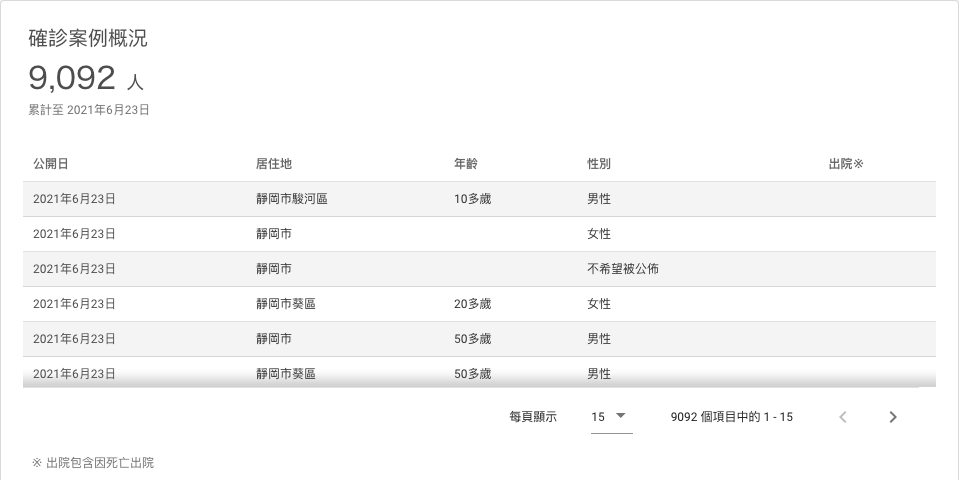 確診案例概況
9,092 人
累計至 2021年6月23日
公開日 居住地 年齡 性別 出院※
2021年6月23日 靜岡市駿河區 10多歲 男性
2021年6月23日 靜岡市 女性
2021年6月23日 靜岡市 不希望被公佈
2021年6月23日 靜岡市葵區 20多歲 女性
2021年6月23日 靜岡市 50多歲 男性
2021年6月23日 靜岡市葵區 50多歲 男性
每頁顯示 15 9092 個項目中的 1 - 15
※ 出院包含因死亡出院